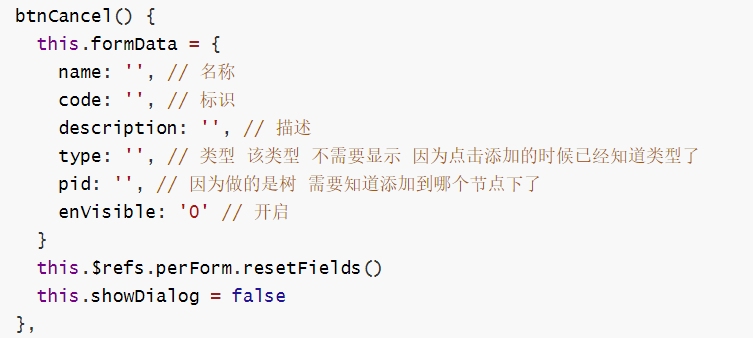 btnCancel() {
  this.formData = {
    name: '', // 名称
    code: '', // 标识
    description: '', // 描述
    type: '', // 类型 该类型 不需要显示 因为点击添加的时候已经知道类型了
    pid: '', // 因为做的是树 需要知道添加到哪个节点下了
    enVisible: '0' // 开启
  }
  this.$refs.perForm.resetFields()
  this.showDialog = false
},